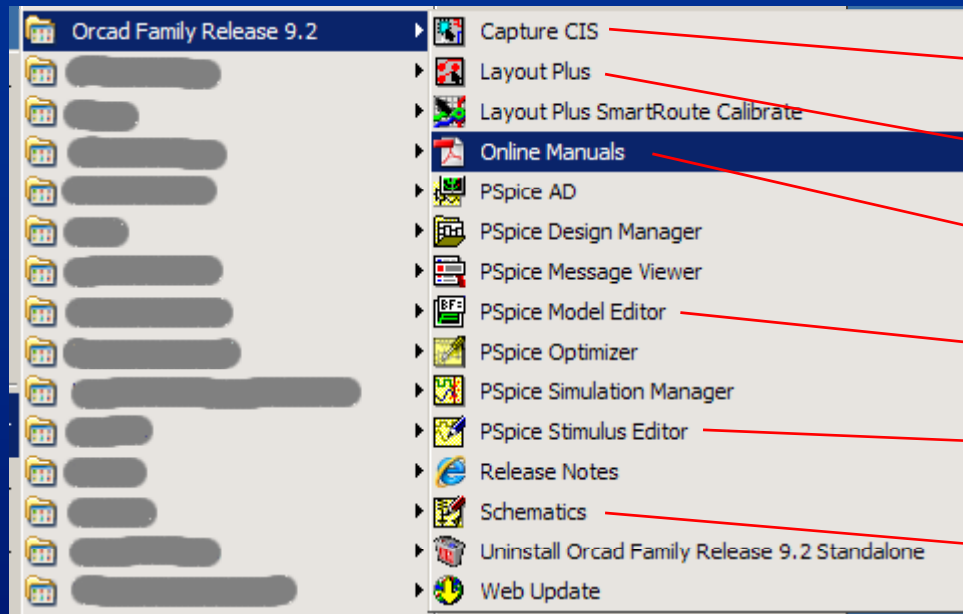 Orcad Family Release 9.2
Capture CIS
Layout Plus
Layout Plus SmartRoute Calibrate
Online Manuals
PSpice AD
PSpice Design Manager
PSpice Message Viewer
PSpice Model Editor
PSpice Optimizer
PSpice Simulation Manager
PSpice Stimulus Editor
Release Notes
Schematics
Uninstall Orcad Family Release 9.2 Standalone
Web Update